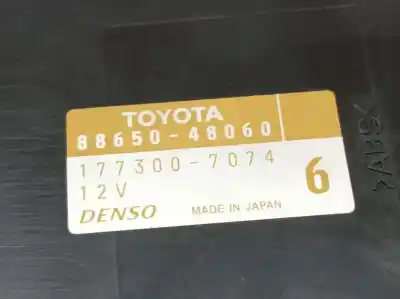 TOYOTA
88650-48060
177300-7074
12V
6
DENSO MADE IN JAPAN
>ABS<